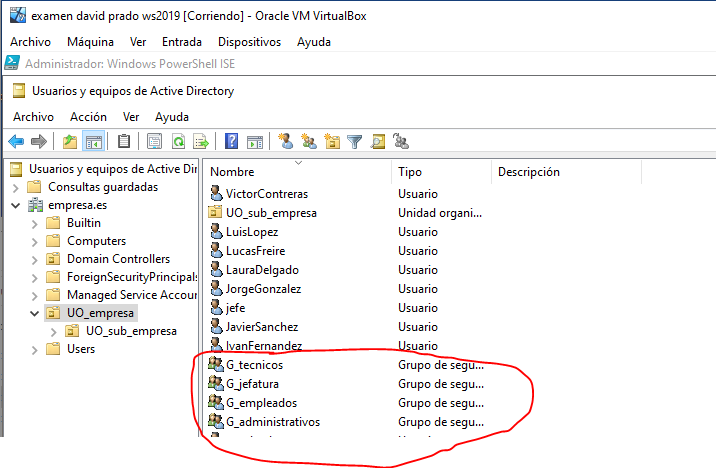 examen david prado ws2019 [Corriendo] - Oracle VM VirtualBox
Archivo Máquina Ver Entrada Dispositivos Ayuda
Administrador: Windows PowerShell ISE
Usuarios y equipos de Active Directory
Archivo Acción Ver Ayuda
Usuarios y equipos de Active Dir
Consultas guardadas
empresa.es
Builtin
Computers
Domain Controllers
ForeignSecurityPrincipals
Managed Service Accour
UO_empresa
UO_sub_empresa
Users
Nombre Tipo Descripción
VictorContreras Usuario
UO_sub_empresa Unidad organi...
LuisLopez Usuario
LucasFreire Usuario
LauraDelgado Usuario
JorgeGonzalez Usuario
jefe Usuario
JavierSanchez Usuario
IvanFernandez Usuario
G_tecnicos Grupo de segu...
G_jefatura Grupo de segu...
G_empleados Grupo de segu...
G_administrativos Grupo de segu...